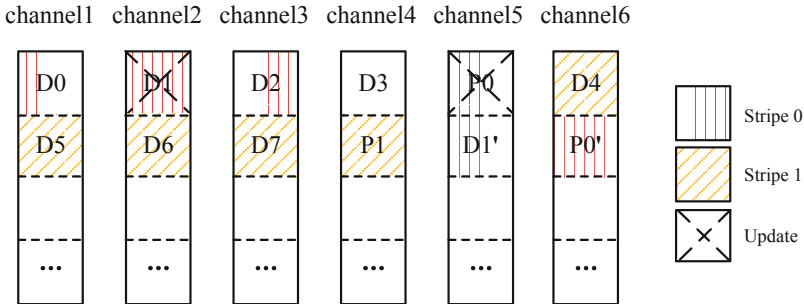 channel1 channel2 channel3 channel4 channel5 channel6
D0 D1 D2 D3 P0 D4
D5 D6 D7 P1 D1' P0'
... ... ... ... ... ...
Stripe 0
Stripe 1
Update